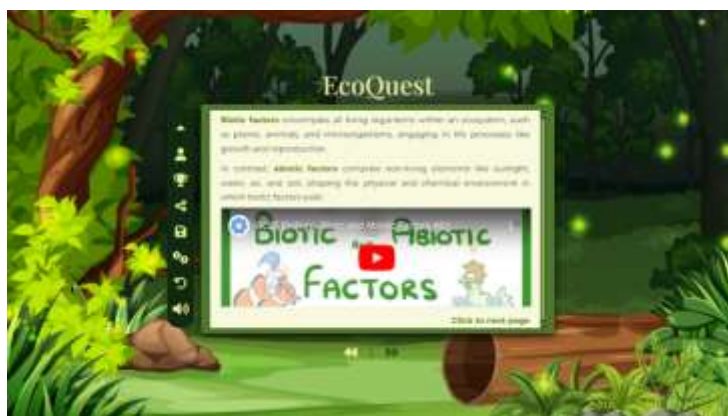 EcoQuest
Biotic factors encompass all living organisms within an ecosystem, such
as plants, animals, and microorganisms, engaging in life processes like
growth and reproduction.
In contrast, abiotic factors comprise non-living elements like sunlight,
water, air, and soil, shaping the physical and chemical environment in
which biotic factors exist.
BIOTIC AND ABIOTIC
FACTORS
Click to next page